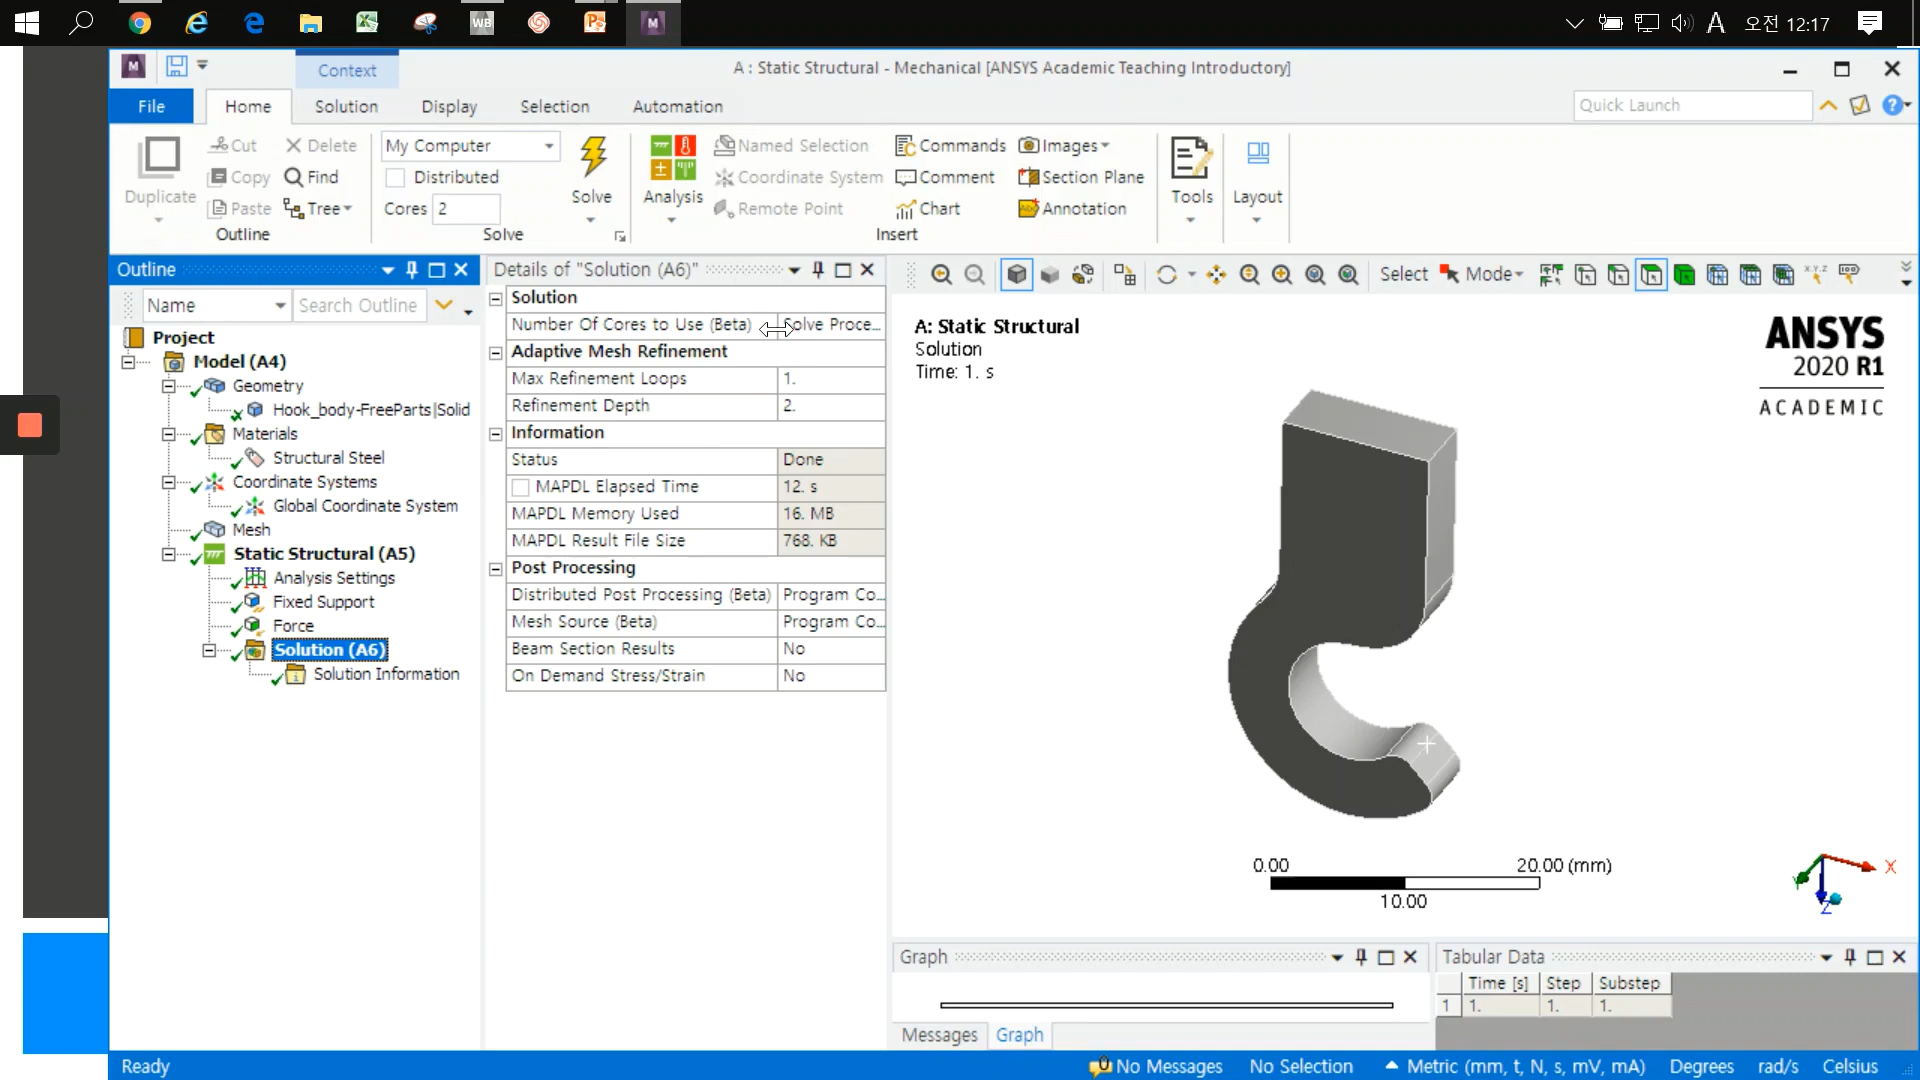 WB
A
오전 12:17
Context
A : Static Structural - Mechanical [ANSYS Academic Teaching Introductory]
File
Home
Solution
Display
Selection
Automation
Quick Launch
Duplicate
Cut
Copy
Paste
Delete
Find
Tree
Outline
My Computer
Distributed
Cores 2
Solve
Solve
Analysis
Named Selection
Coordinate System
Remote Point
Commands
Comment
Chart
Images
Section Plane
Annotation
Insert
Tools
Layout
Outline
Name
Search Outline
Project
Model (A4)
Geometry
Hook_body-FreeParts|Solid
Materials
Structural Steel
Coordinate Systems
Global Coordinate System
Mesh
Static Structural (A5)
Analysis Settings
Fixed Support
Force
Solution (A6)
Solution Information
Details of "Solution (A6)"
Solution
Number Of Cores to Use (Beta) Solve Proce...
Adaptive Mesh Refinement
Max Refinement Loops 1.
Refinement Depth 2.
Information
Status Done
MAPDL Elapsed Time 12. s
MAPDL Memory Used 16. MB
MAPDL Result File Size 768. KB
Post Processing
Distributed Post Processing (Beta) Program Co...
Mesh Source (Beta) Program Co...
Beam Section Results No
On Demand Stress/Strain No
Select
Mode
A: Static Structural
Solution
Time: 1. s
ANSYS
2020 R1
ACADEMIC
0.00 20.00 (mm)
10.00
X
Y
Z
Graph
Messages
Graph
Tabular Data
Time [s] Step Substep
1 1. 1. 1.
Ready
No Messages
No Selection
Metric (mm, t, N, s, mV, mA)
Degrees
rad/s
Celsius